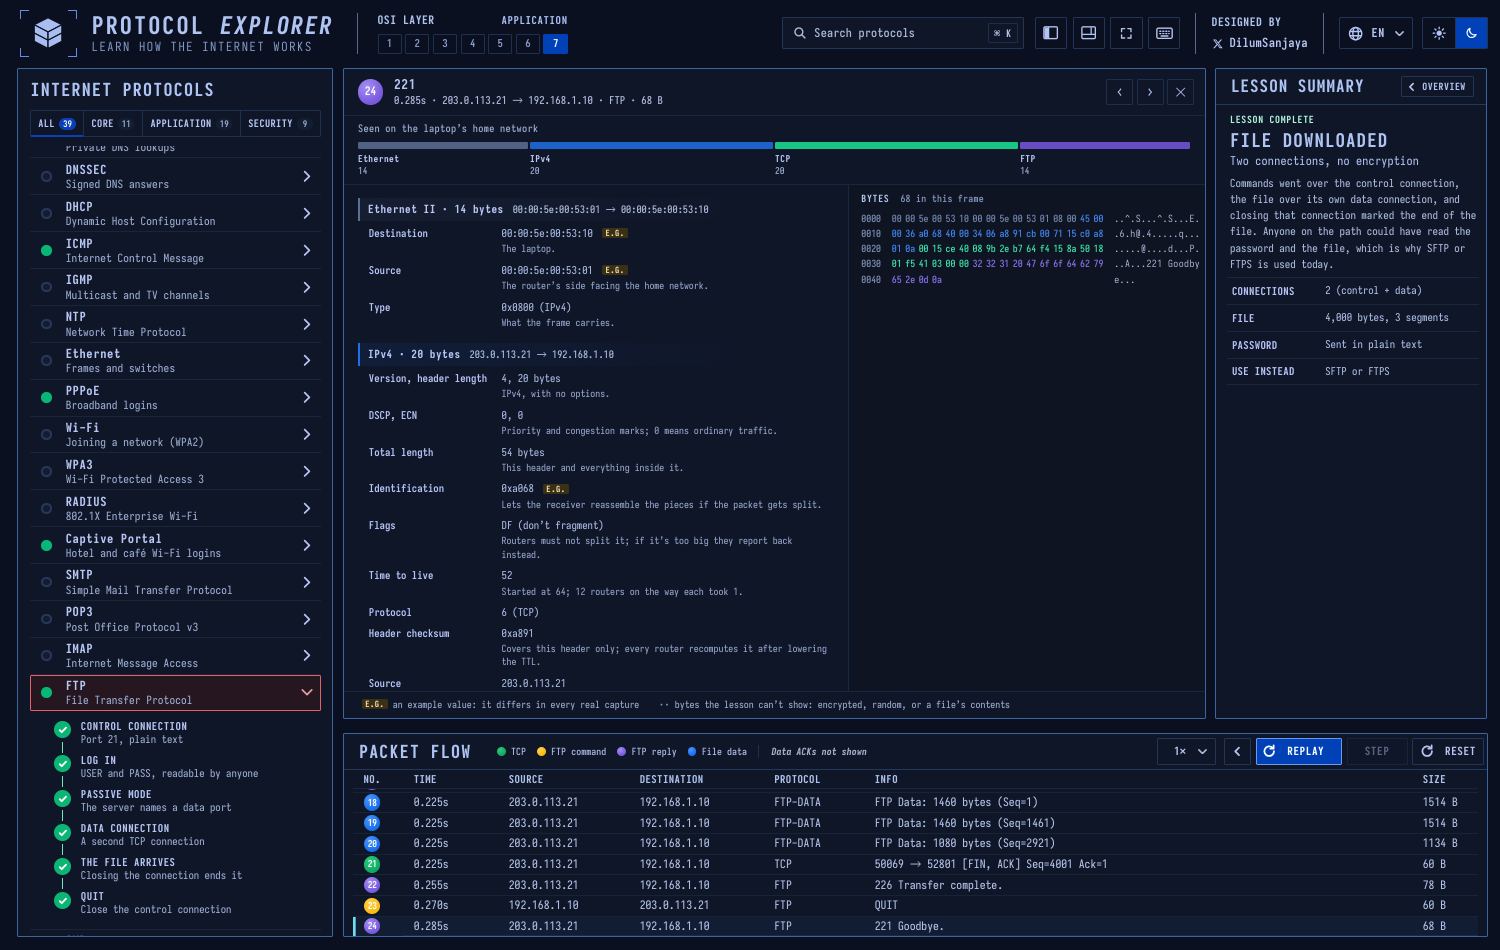 PROTOCOL EXPLORER
LEARN HOW THE INTERNET WORKS
OSI LAYER APPLICATION
1 2 3 4 5 6 7
Search protocols ⌘ K
DESIGNED BY
DilumSanjaya
EN
INTERNET PROTOCOLS
ALL 39 CORE 11 APPLICATION 19 SECURITY 9
Private DNS lookups
DNSSEC
Signed DNS answers
DHCP
Dynamic Host Configuration
ICMP
Internet Control Message
IGMP
Multicast and TV channels
NTP
Network Time Protocol
Ethernet
Frames and switches
PPPoE
Broadband logins
Wi-Fi
Joining a network (WPA2)
WPA3
Wi-Fi Protected Access 3
RADIUS
802.1X Enterprise Wi-Fi
Captive Portal
Hotel and café Wi-Fi logins
SMTP
Simple Mail Transfer Protocol
POP3
Post Office Protocol v3
IMAP
Internet Message Access
FTP
File Transfer Protocol
CONTROL CONNECTION
Port 21, plain text
LOG IN
USER and PASS, readable by anyone
PASSIVE MODE
The server names a data port
DATA CONNECTION
A second TCP connection
THE FILE ARRIVES
Closing the connection ends it
QUIT
Close the control connection
24 221
0.285s · 203.0.113.21 → 192.168.1.10 · FTP · 68 B
Seen on the laptop's home network
Ethernet IPv4 TCP FTP
14 20 20 14
Ethernet II · 14 bytes 00:00:5e:00:53:01 → 00:00:5e:00:53:10
Destination 00:00:5e:00:53:10 E.G.
The laptop.
Source 00:00:5e:00:53:01 E.G.
The router's side facing the home network.
Type 0x0800 (IPv4)
What the frame carries.
IPv4 · 20 bytes 203.0.113.21 → 192.168.1.10
Version, header length 4, 20 bytes
IPv4, with no options.
DSCP, ECN 0, 0
Priority and congestion marks; 0 means ordinary traffic.
Total length 54 bytes
This header and everything inside it.
Identification 0xa068 E.G.
Lets the receiver reassemble the pieces if the packet gets split.
Flags DF (don't fragment)
Routers must not split it; if it's too big they report back
instead.
Time to live 52
Started at 64; 12 routers on the way each took 1.
Protocol 6 (TCP)
Header checksum 0xa891
Covers this header only; every router recomputes it after lowering
the TTL.
Source 203.0.113.21
BYTES 68 in this frame
0000 00 00 5e 00 53 10 00 00 5e 00 53 01 08 00 45 00 ..^.S...^.S...E.
0010 00 36 a0 68 40 00 34 06 a8 91 cb 00 71 15 c0 a8 .6.h@.4.....q...
0020 01 0a 00 15 ce 40 08 9b 2e b7 64 f4 15 8a 50 18 .....@....d...P.
0030 01 f5 41 03 00 00 32 32 31 20 47 6f 6f 64 62 79 ..A...221 Goodby
0040 65 2e 0d 0a e...
E.G. an example value: it differs in every real capture ·· bytes the lesson can't show: encrypted, random, or a file's contents
LESSON SUMMARY OVERVIEW
LESSON COMPLETE
FILE DOWNLOADED
Two connections, no encryption
Commands went over the control connection,
the file over its own data connection, and
closing that connection marked the end of the
file. Anyone on the path could have read the
password and the file, which is why SFTP or
FTPS is used today.
CONNECTIONS 2 (control + data)
FILE 4,000 bytes, 3 segments
PASSWORD Sent in plain text
USE INSTEAD SFTP or FTPS
PACKET FLOW TCP FTP command FTP reply File data Data ACKs not shown 1× REPLAY STEP RESET
NO. TIME SOURCE DESTINATION PROTOCOL INFO SIZE
18 0.225s 203.0.113.21 192.168.1.10 FTP-DATA FTP Data: 1460 bytes (Seq=1) 1514 B
19 0.225s 203.0.113.21 192.168.1.10 FTP-DATA FTP Data: 1460 bytes (Seq=1461) 1514 B
20 0.225s 203.0.113.21 192.168.1.10 FTP-DATA FTP Data: 1080 bytes (Seq=2921) 1134 B
21 0.225s 203.0.113.21 192.168.1.10 TCP 50069 → 52801 [FIN, ACK] Seq=4001 Ack=1 60 B
22 0.255s 203.0.113.21 192.168.1.10 FTP 226 Transfer complete. 78 B
23 0.270s 192.168.1.10 203.0.113.21 FTP QUIT 60 B
24 0.285s 203.0.113.21 192.168.1.10 FTP 221 Goodbye. 68 B